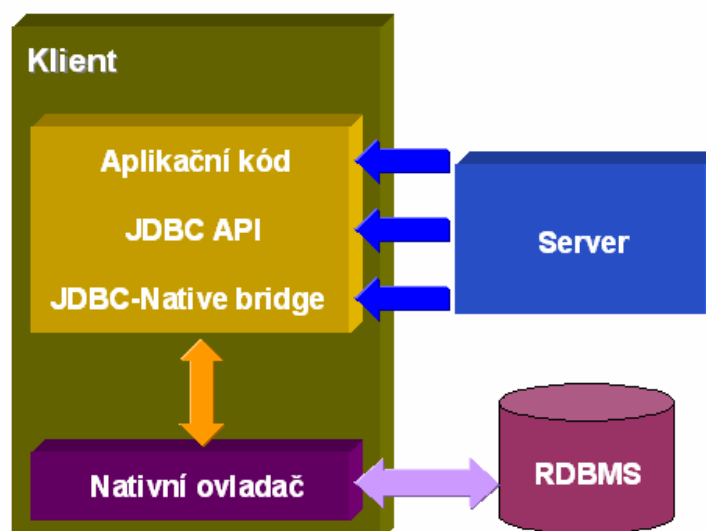 Klient
Aplikační kód
JDBC API
JDBC-Native bridge
Server
Nativní ovladač
RDBMS